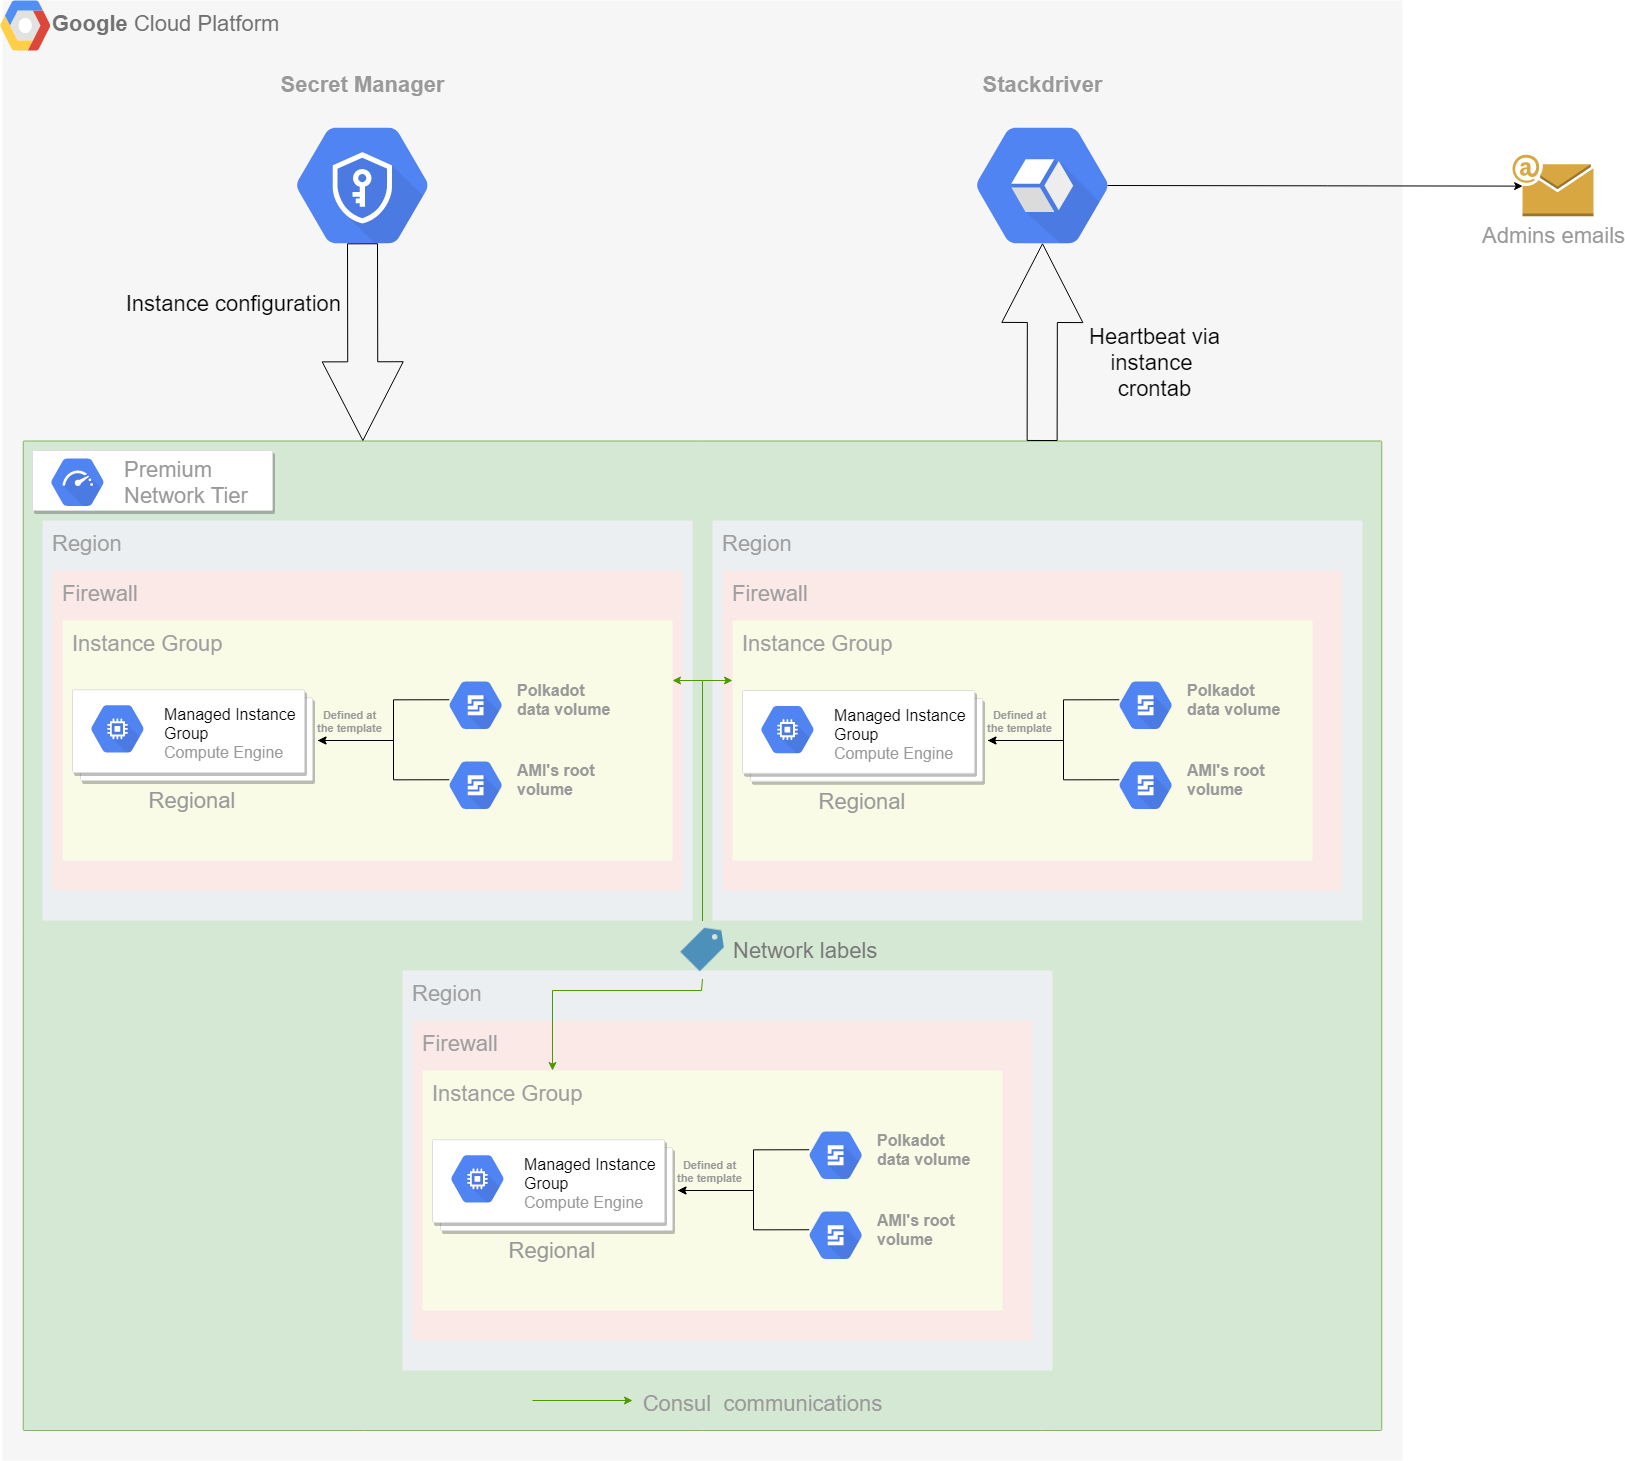 Google Cloud Platform
Secret Manager
Stackdriver
Admins emails
Instance configuration
Heartbeat via
instance
crontab
Premium
Network Tier
Region
Firewall
Instance Group
Managed Instance
Group
Compute Engine
Regional
Defined at
the template
Polkadot
data volume
AMI's root
volume
Region
Firewall
Instance Group
Managed Instance
Group
Compute Engine
Regional
Defined at
the template
Polkadot
data volume
AMI's root
volume
Network labels
Region
Firewall
Instance Group
Managed Instance
Group
Compute Engine
Regional
Defined at
the template
Polkadot
data volume
AMI's root
volume
Consul communications